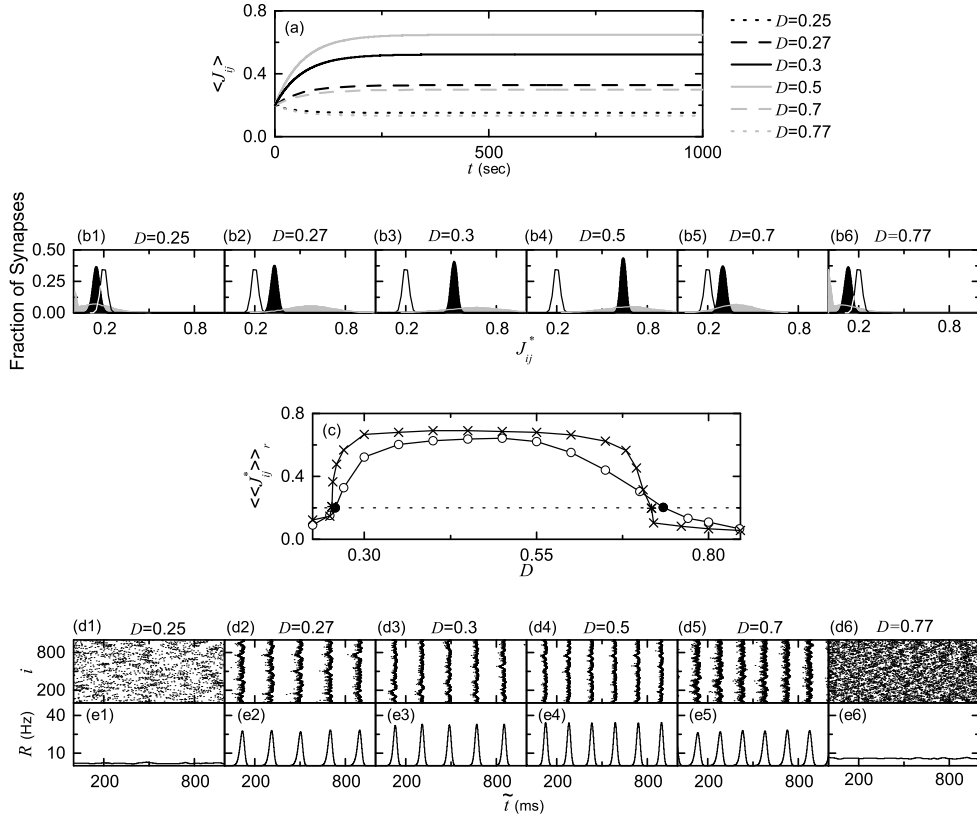 (a)
0.8
0.4
0.0
<J_ij>
0
500
1000
t (sec)
D=0.25
D=0.27
D=0.3
D=0.5
D=0.7
D=0.77
Fraction of Synapses
(b1) D=0.25
(b2) D=0.27
(b3) D=0.3
(b4) D=0.5
(b5) D=0.7
(b6) D=0.77
0.50
0.25
0.00
0.2 0.8
0.2 0.8
0.2 0.8
0.2 0.8
0.2 0.8
0.2 0.8
J_ij^*
(c)
0.8
0.4
0.0
<<J_ij^*>>_r
0.30 0.55 0.80
D
(d1) D=0.25
(d2) D=0.27
(d3) D=0.3
(d4) D=0.5
(d5) D=0.7
(d6) D=0.77
i
800
200
(e1)
(e2)
(e3)
(e4)
(e5)
(e6)
R (Hz)
40
10
200 800
200 800
200 800
200 800
200 800
200 800
t̃ (ms)